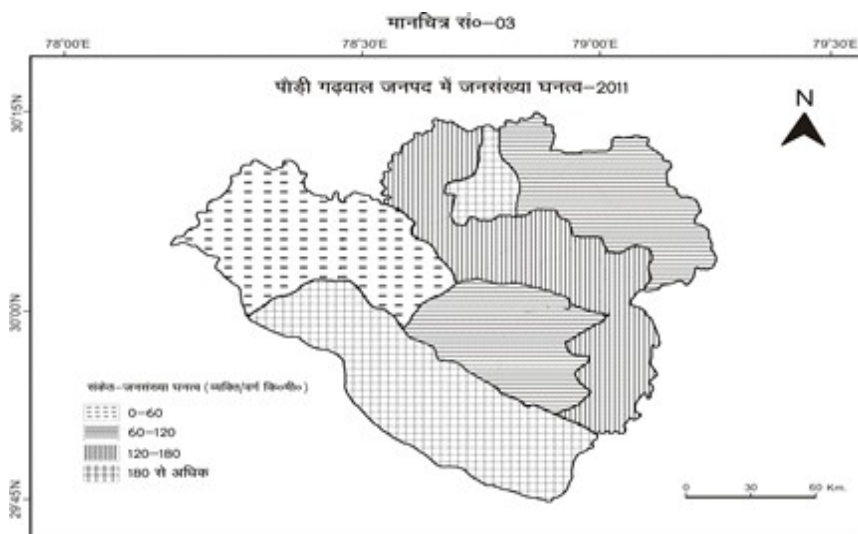 मानचित्र सं०-03
78°00'E 78°30'E 79°00'E 79°30'E
पौड़ी गढ़वाल जनपद में जनसंख्या घनत्व-2011
N
30°15'N
30°00'N
29°45'N
संकेत-जनसंख्या घनत्व (व्यक्ति/वर्ग कि०मी०)
0-60
60-120
120-180
180 से अधिक
0 30 60 Km.